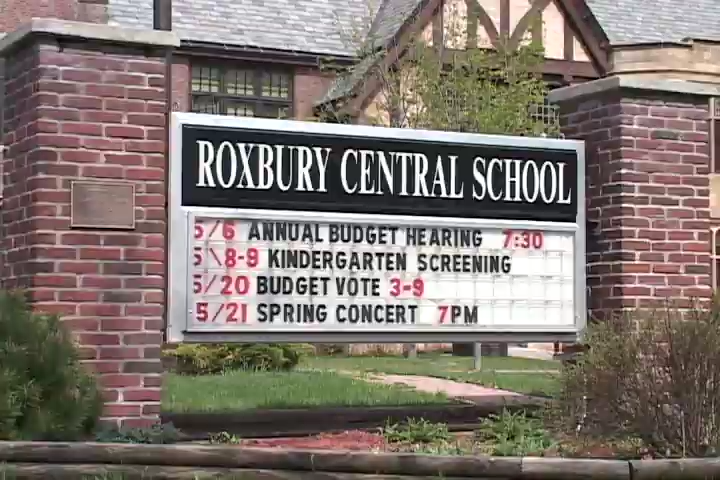 ROXBURY CENTRAL SCHOOL
5/6 ANNUAL BUDGET HEARING 7:30
5\8-9 KINDERGARTEN SCREENING
5/20 BUDGET VOTE 3-9
5/21 SPRING CONCERT 7PM